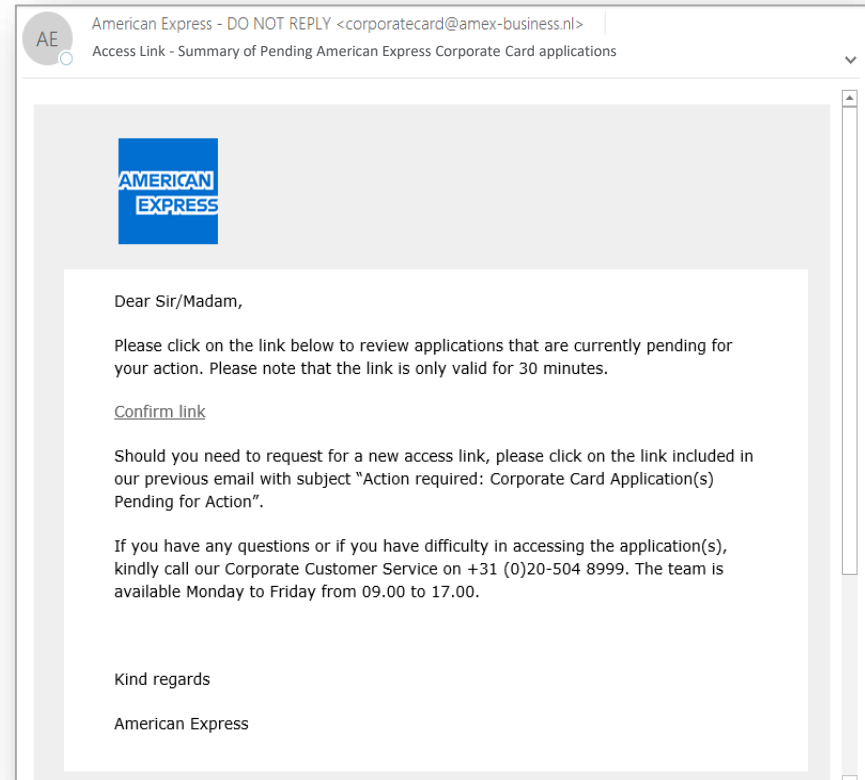 AE
American Express - DO NOT REPLY <corporatecard@amex-business.nl>
Access Link - Summary of Pending American Express Corporate Card applications
AMERICAN
EXPRESS
Dear Sir/Madam,
Please click on the link below to review applications that are currently pending for
your action. Please note that the link is only valid for 30 minutes.
Confirm link
Should you need to request for a new access link, please click on the link included in
our previous email with subject “Action required: Corporate Card Application(s)
Pending for Action”.
If you have any questions or if you have difficulty in accessing the application(s),
kindly call our Corporate Customer Service on +31 (0)20-504 8999. The team is
available Monday to Friday from 09.00 to 17.00.
Kind regards
American Express